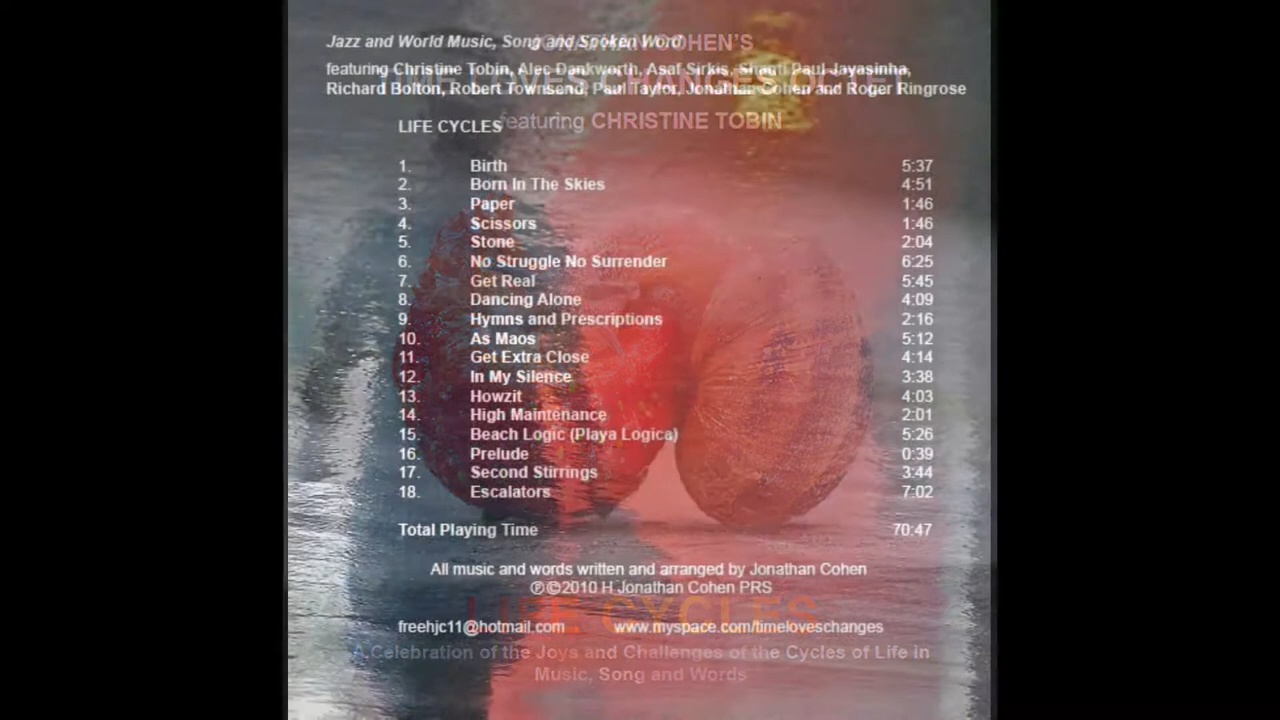 Jazz and World Music, Song and Spoken Word
JONATHAN COHEN'S
featuring Christine Tobin, Alec Dankworth, Asaf Sirkis, Shanti Paul Jayasinha,
TIME LOVES CHANGES OCTET
Richard Bolton, Robert Townsend, Paul Taylor, Jonathan Cohen and Roger Ringrose
featuring CHRISTINE TOBIN
LIFE CYCLES
1. Birth 5:37
2. Born In The Skies 4:51
3. Paper 1:46
4. Scissors 1:46
5. Stone 2:04
6. No Struggle No Surrender 6:25
7. Get Real 5:45
8. Dancing Alone 4:09
9. Hymns and Prescriptions 2:16
10. As Maos 5:12
11. Get Extra Close 4:14
12. In My Silence 3:38
13. Howzit 4:03
14. High Maintenance 2:01
15. Beach Logic (Playa Logica) 5:26
16. Prelude 0:39
17. Second Stirrings 3:44
18. Escalators 7:02
Total Playing Time 70:47
All music and words written and arranged by Jonathan Cohen
℗©2010 H Jonathan Cohen PRS
LIFE CYCLES
freehjc11@hotmail.com www.myspace.com/timeloveschanges
A Celebration of the Joys and Challenges of the Cycles of Life in
Music, Song and Words